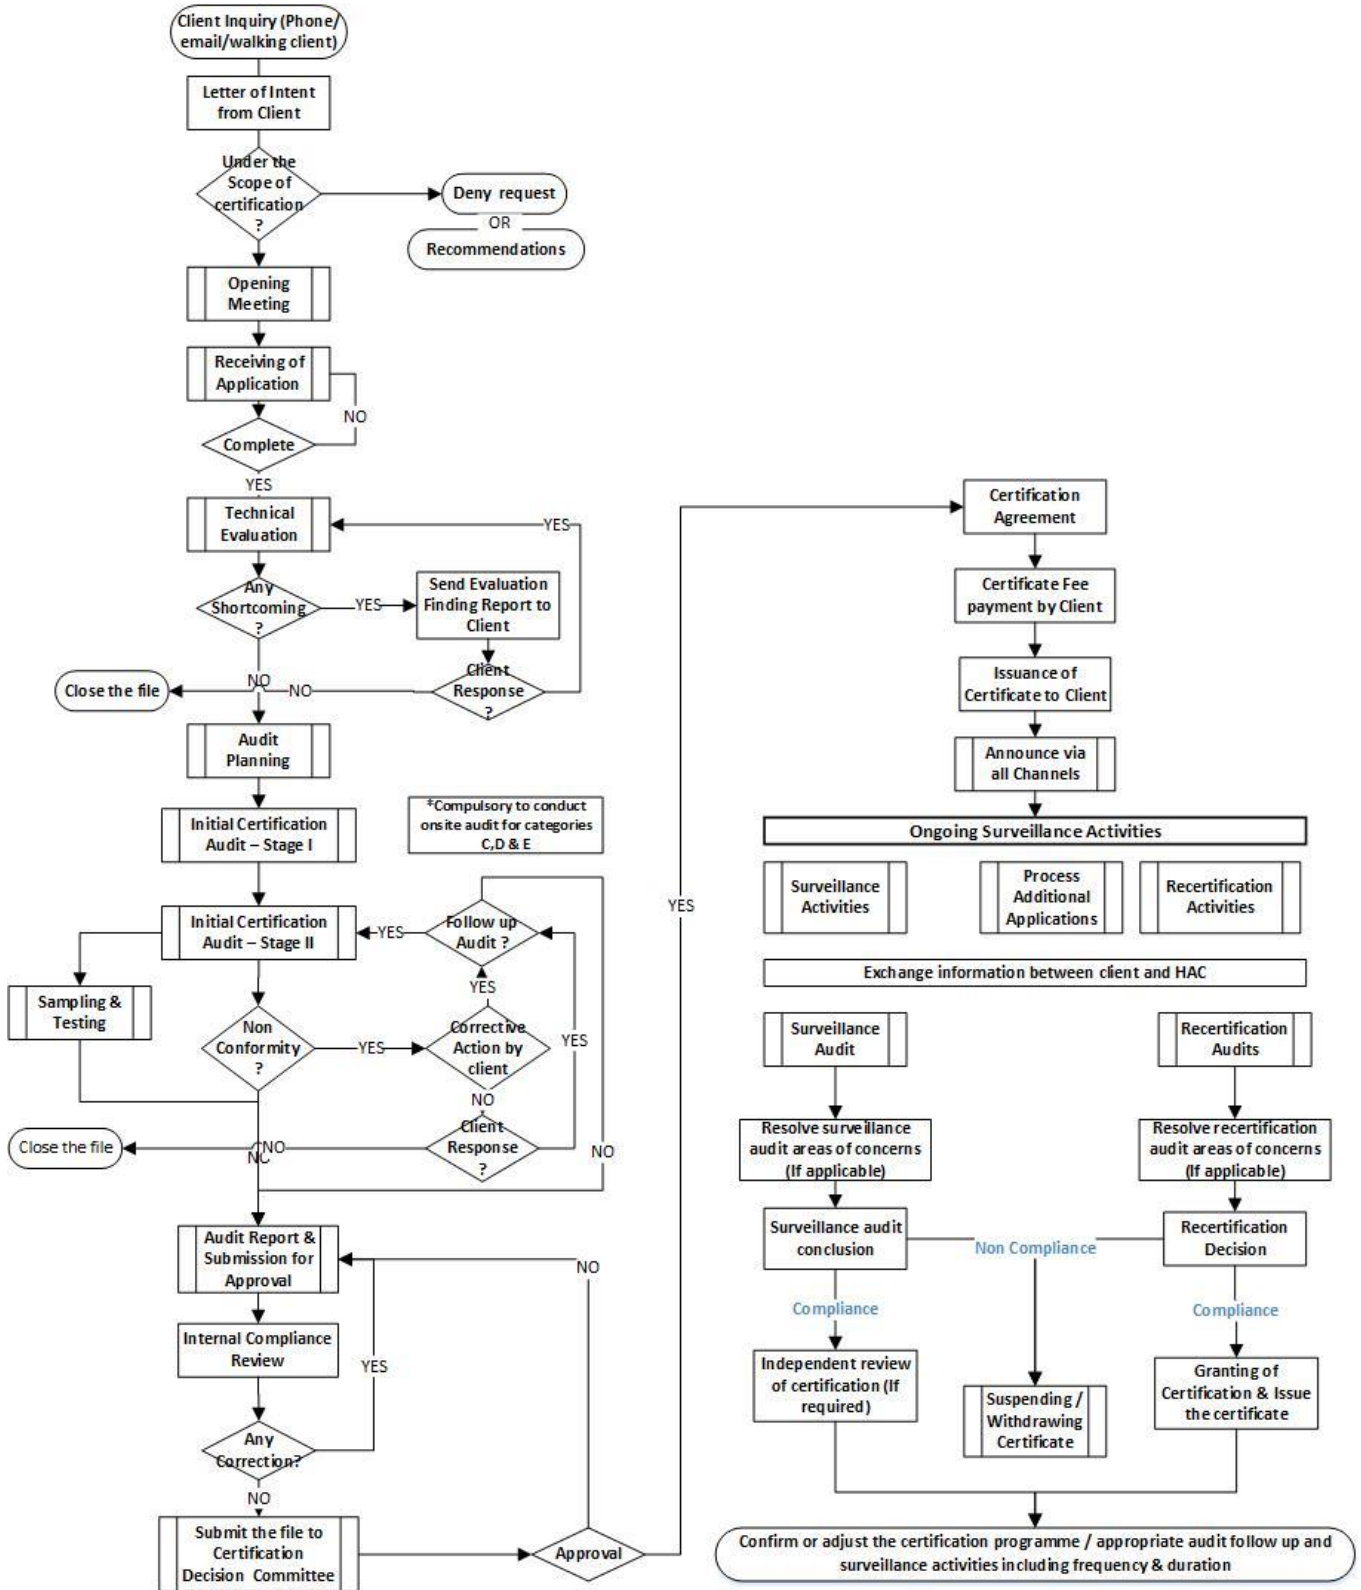 Client Inquiry (Phone/
email/walking client)
Letter of Intent
from Client
Under the
Scope of
certification
?
Deny request
OR
Recommendations
Opening
Meeting
Receiving of
Application
NO
Complete
YES
Technical
Evaluation
YES
Any
Shortcoming
?
YES
Send Evaluation
Finding Report to
Client
Client
Response
?
NO
NO
Close the file
Audit
Planning
Initial Certification
Audit – Stage I
*Compulsory to conduct
onsite audit for categories
C,D & E
Initial Certification
Audit – Stage II
YES
Follow up
Audit ?
YES
Sampling &
Testing
Non
Conformity
?
YES
Corrective
Action by
client
YES
NO
Client
Response
?
NO
NO
Close the file
NO
Audit Report &
Submission for
Approval
NO
Internal Compliance
Review
YES
Any
Correction?
NO
Submit the file to
Certification
Decision Committee
Approval
YES
Certification
Agreement
Certificate Fee
payment by Client
Issuance of
Certificate to Client
Announce via
all Channels
Ongoing Surveillance Activities
Surveillance
Activities
Process
Additional
Applications
Recertification
Activities
Exchange information between client and HAC
Surveillance
Audit
Recertification
Audits
Resolve surveillance
audit areas of concerns
(If applicable)
Resolve recertification
audit areas of concerns
(If applicable)
Surveillance audit
conclusion
Non Compliance
Recertification
Decision
Compliance
Compliance
Independent review
of certification (If
required)
Suspending /
Withdrawing
Certificate
Granting of
Certification & Issue
the certificate
Confirm or adjust the certification programme / appropriate audit follow up and
surveillance activities including frequency & duration